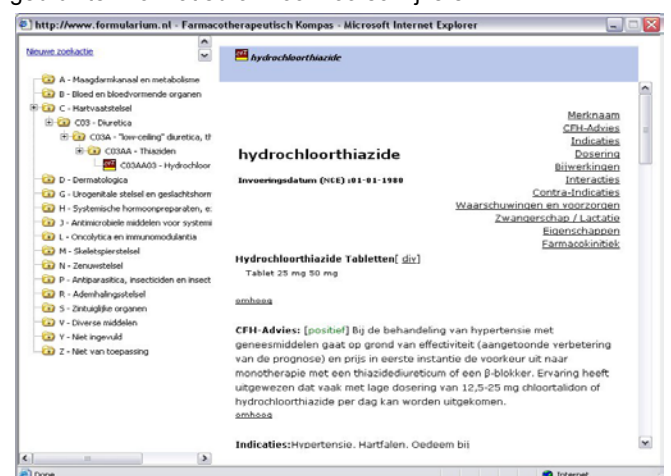 http://www.formularium.nl - Farmacotherapeutisch Kompas - Microsoft Internet Explorer
Nieuwe zoekactie
A - Maagdarmkanaal en metabolisme
B - Bloed en bloedvormende organen
C - Hartvaatstelsel
C03 - Diuretica
C03A - "low-ceiling" diuretica, th
C03AA - Thiaziden
C03AA03 - Hydrochloor
D - Dermatologica
G - Urogenitale stelsel en geslachtshorm
H - Systemische hormoonpreparaten, e
J - Antimicrobiele middelen voor systemi
L - Oncolytica en immunomodulantia
M - Skeletspierstelsel
N - Zenuwstelsel
P - Antiparasitica, insecticiden en insect
R - Ademhalingsstelsel
S - Zintuiglijke organen
V - Diverse middelen
Y - Niet ingevuld
Z - Niet van toepassing
hydrochloorthiazide
Merknaam
CFH-Advies
Indicaties
Dosering
Bijwerkingen
Interacties
Contra-Indicaties
Waarschuwingen en voorzorgen
Zwangerschap / Lactatie
Eigenschappen
Farmacokinitiek
hydrochloorthiazide
Invoeringsdatum (NCE) :01-01-1980
Hydrochloorthiazide Tabletten[ div]
Tablet 25 mg 50 mg
omhoog
CFH-Advies: [positief] Bij de behandeling van hypertensie met
geneesmiddelen gaat op grond van effectiviteit (aangetoonde verbetering
van de prognose) en prijs in eerste instantie de voorkeur uit naar
monotherapie met een thiazidediureticum of een β-blokker. Ervaring heeft
uitgewezen dat vaak met lage dosering van 12,5-25 mg chloortalidon of
hydrochloorthiazide per dag kan worden uitgekomen.
omhoog
Indicaties:Hypertensie. Hartfalen. Oedeem bij
Done
Internet